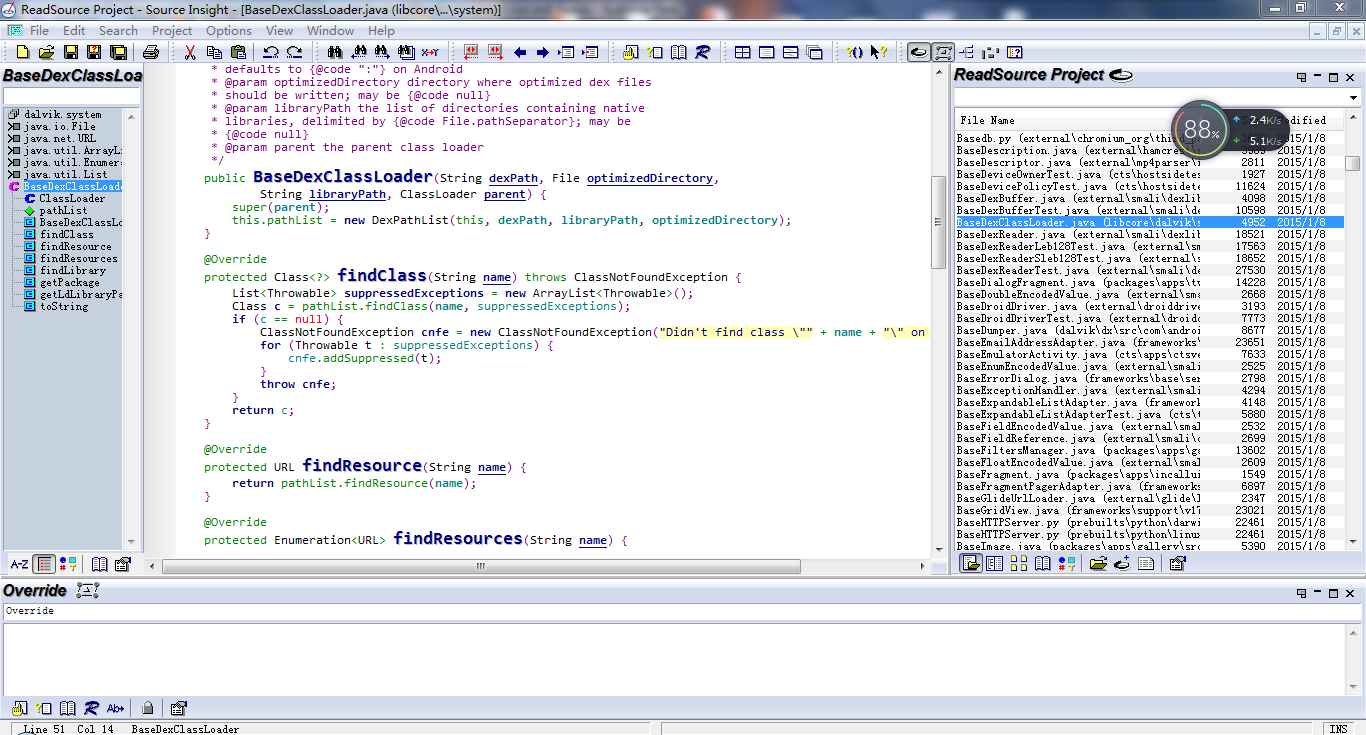 ReadSource Project - Source Insight - [BaseDexClassLoader.java (libcore\...\system)]
File Edit Search Project Options View Window Help
BaseDexClassLoa
dalvik.system
java.io.File
java.net.URL
java.util.ArrayLi
java.util.Enumer
java.util.List
BaseDexClassLoade
ClassLoader
pathList
BaseDexClassLo
findClass
findResource
findResources
findLibrary
getPackage
getLdLibraryPa
toString
A-Z
* defaults to {@code ":"} on Android
* @param optimizedDirectory directory where optimized dex files
* should be written; may be {@code null}
* @param libraryPath the list of directories containing native
* libraries, delimited by {@code File.pathSeparator}; may be
* {@code null}
* @param parent the parent class loader
*/
public BaseDexClassLoader(String dexPath, File optimizedDirectory,
String libraryPath, ClassLoader parent) {
super(parent);
this.pathList = new DexPathList(this, dexPath, libraryPath, optimizedDirectory);
}
@Override
protected Class<?> findClass(String name) throws ClassNotFoundException {
List<Throwable> suppressedExceptions = new ArrayList<Throwable>();
Class c = pathList.findClass(name, suppressedExceptions);
if (c == null) {
ClassNotFoundException cnfe = new ClassNotFoundException("Didn't find class \"" + name + "\" on
for (Throwable t : suppressedExceptions) {
cnfe.addSuppressed(t);
}
throw cnfe;
}
return c;
}
@Override
protected URL findResource(String name) {
return pathList.findResource(name);
}
@Override
protected Enumeration<URL> findResources(String name) {
ReadSource Project
File Name
88% 2.4K/s 5.1K/s
Basedb.py (external\chromium_org\thi 2015/1/8
BaseDescription.java (external\hamcre 2015/1/8
BaseDescriptor.java (external\mp4parser\ 2811 2015/1/8
BaseDeviceOwnerTest.java (cts\hostsidetes 1927 2015/1/8
BaseDevicePolicyTest.java (cts\hostsidete 11624 2015/1/8
BaseDexBuffer.java (external\smali\dexlib 4098 2015/1/8
BaseDexBufferTest.java (external\smali\de 10598 2015/1/8
BaseDexClassLoader.java (libcore\dalvik\s 4952 2015/1/8
BaseDexReader.java (external\smali\dexlib 18521 2015/1/8
BaseDexReaderLeb128Test.java (external\sm 17563 2015/1/8
BaseDexReaderSleb128Test.java (external\s 18652 2015/1/8
BaseDexReaderTest.java (external\smali\de 27530 2015/1/8
BaseDialogFragment.java (packages\apps\tv 14228 2015/1/8
BaseDoubleEncodedValue.java (external\sma 2668 2015/1/8
BaseDroidDriver.java (external\droiddrive 3193 2015/1/8
BaseDroidDriverTest.java (external\droidd 7773 2015/1/8
BaseDumper.java (dalvik\dx\src\com\androi 8677 2015/1/8
BaseEmailAddressAdapter.java (frameworks\ 23651 2015/1/8
BaseEmulatorActivity.java (cts\apps\ctsve 7633 2015/1/8
BaseEnumEncodedValue.java (external\smali 2525 2015/1/8
BaseErrorDialog.java (frameworks\base\ser 2798 2015/1/8
BaseExceptionHandler.java (external\smali 4294 2015/1/8
BaseExpandableListAdapter.java (framework 4148 2015/1/8
BaseExpandableListAdapterTest.java (cts\t 5880 2015/1/8
BaseFieldEncodedValue.java (external\smal 2532 2015/1/8
BaseFieldReference.java (external\smali\d 2699 2015/1/8
BaseFiltersManager.java (packages\apps\ga 13602 2015/1/8
BaseFloatEncodedValue.java (external\smal 2609 2015/1/8
BaseFragment.java (packages\apps\incallui 1549 2015/1/8
BaseFragmentPagerAdapter.java (frameworks 6897 2015/1/8
BaseGlideUrlLoader.java (external\glide\l 2347 2015/1/8
BaseGridView.java (frameworks\support\v17 23021 2015/1/8
BaseHTTPServer.py (prebuilts\python\darwi 22461 2015/1/8
BaseHTTPServer.py (prebuilts\python\linux 22461 2015/1/8
BaseImage.java (packages\apps\gallery\src 5390 2015/1/8
Override
Override
Line 51 Col 14 BaseDexClassLoader
INS